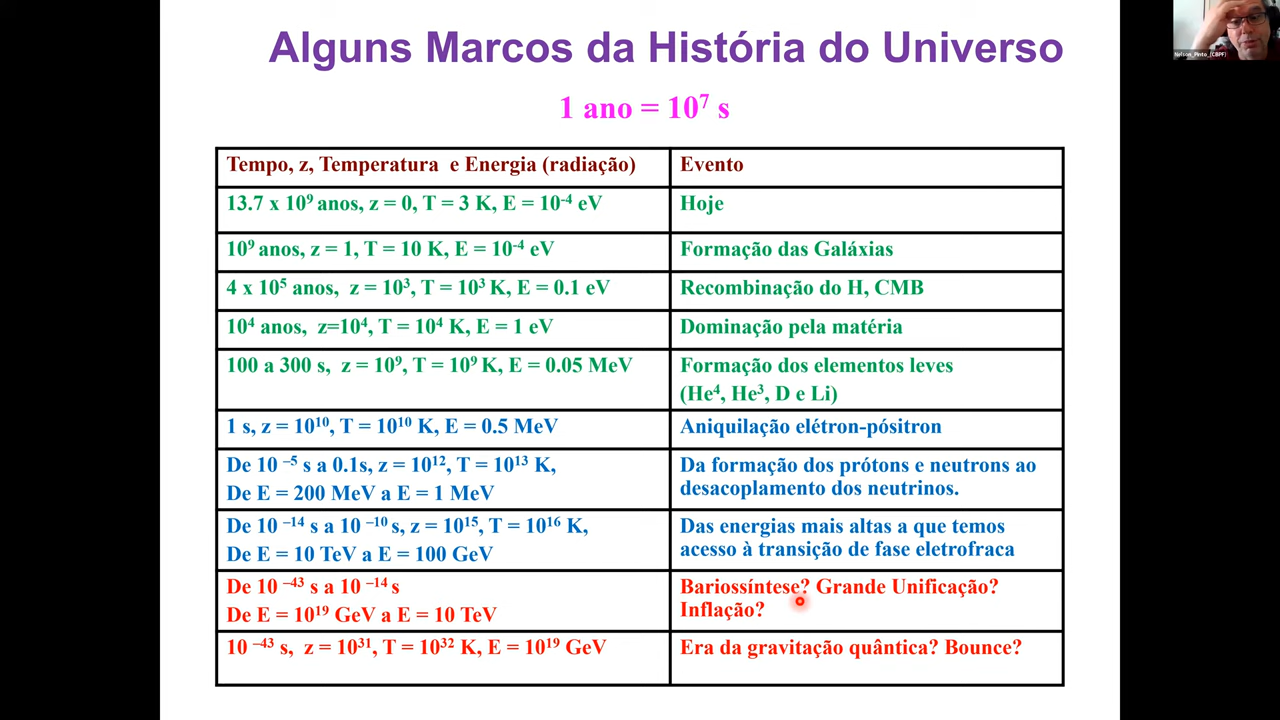 Alguns Marcos da História do Universo
Nelson_Pinto_(CBPF)
1 ano = 10⁷ s
Tempo, z, Temperatura e Energia (radiação)
Evento
13.7 x 10⁹ anos, z = 0, T = 3 K, E = 10⁻⁴ eV
Hoje
10⁹ anos, z = 1, T = 10 K, E = 10⁻⁴ eV
Formação das Galáxias
4 x 10⁵ anos, z = 10³, T = 10³ K, E = 0.1 eV
Recombinação do H, CMB
10⁴ anos, z=10⁴, T = 10⁴ K, E = 1 eV
Dominação pela matéria
100 a 300 s, z = 10⁹, T = 10⁹ K, E = 0.05 MeV
Formação dos elementos leves
(He⁴, He³, D e Li)
1 s, z = 10¹⁰, T = 10¹⁰ K, E = 0.5 MeV
Aniquilação elétron-pósitron
De 10 ⁻⁵ s a 0.1s, z = 10¹², T = 10¹³ K,
De E = 200 MeV a E = 1 MeV
Da formação dos prótons e neutrons ao
desacoplamento dos neutrinos.
De 10 ⁻¹⁴ s a 10 ⁻¹⁰ s, z = 10¹⁵, T = 10¹⁶ K,
De E = 10 TeV a E = 100 GeV
Das energias mais altas a que temos
acesso à transição de fase eletrofraca
De 10 ⁻⁴³ s a 10 ⁻¹⁴ s
De E = 10¹⁹ GeV a E = 10 TeV
Bariossíntese? Grande Unificação?
Inflação?
10 ⁻⁴³ s, z = 10³¹, T = 10³² K, E = 10¹⁹ GeV
Era da gravitação quântica? Bounce?